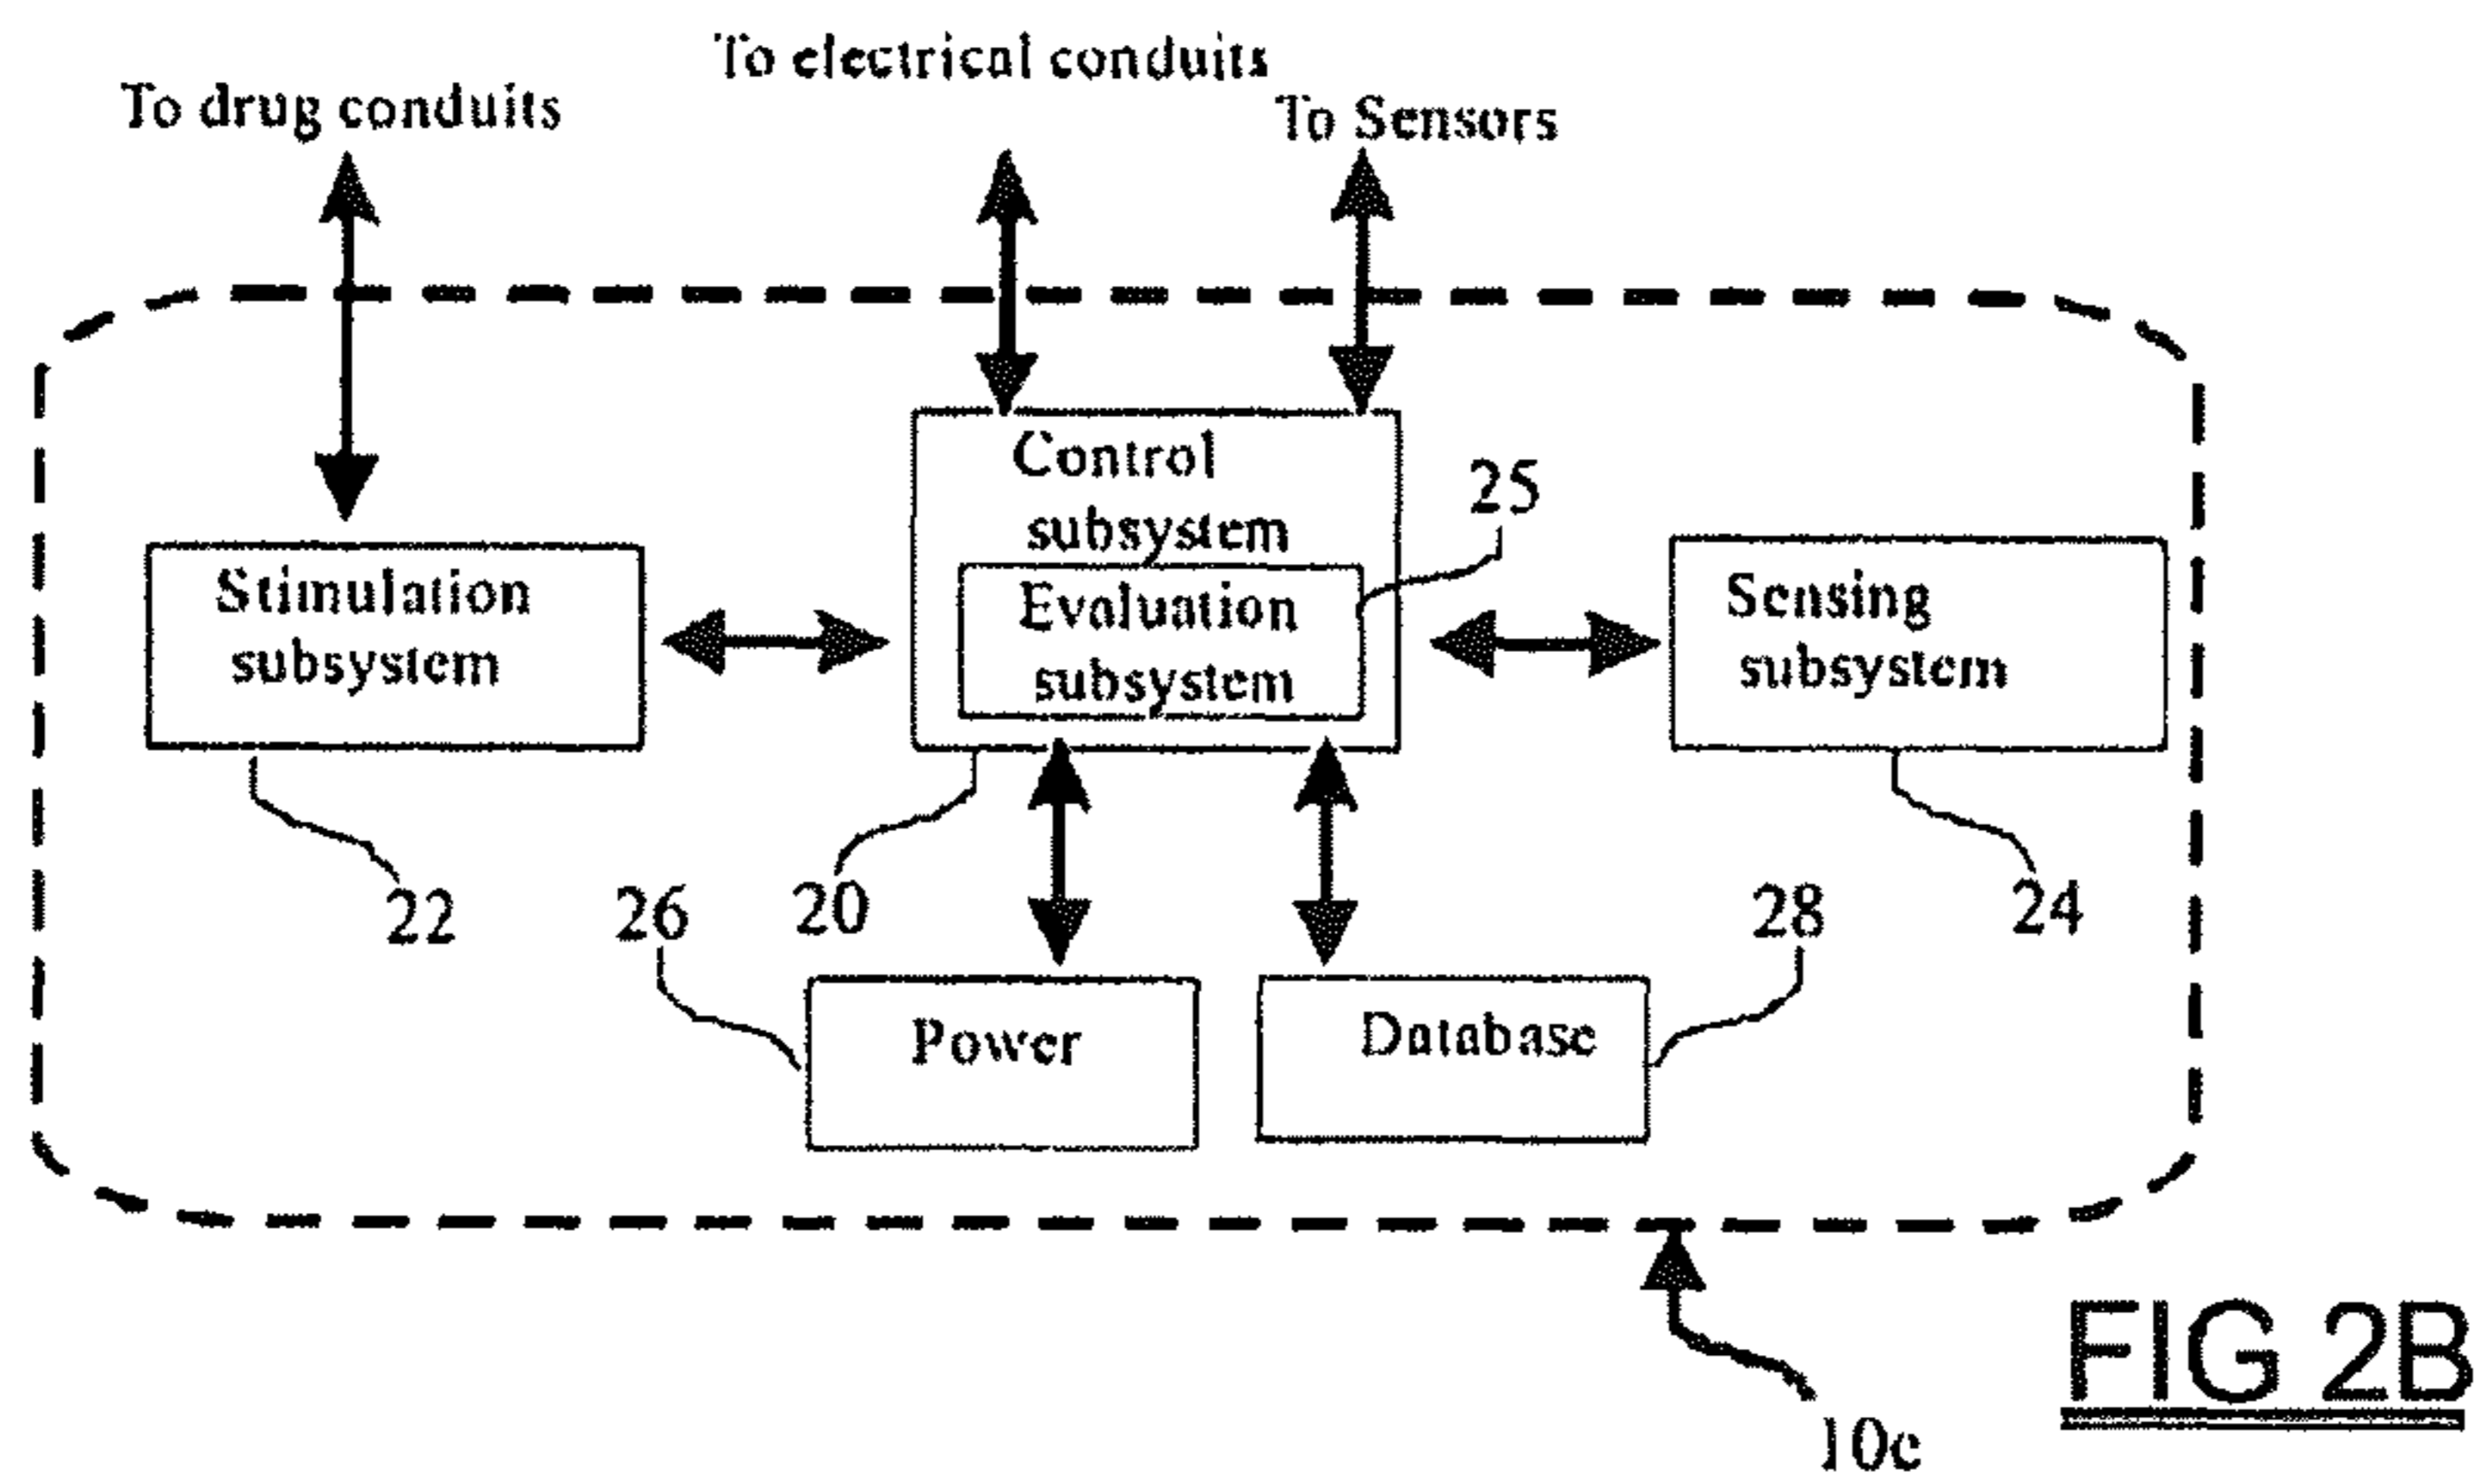 To electrical conduits
To drug conduits
To Sensors
Control
subsystem
25
Evaluation
subsystem
Stimulation
subsystem
Sensing
subsystem
22
26
20
28
24
Power
Database
10c
FIG 2B